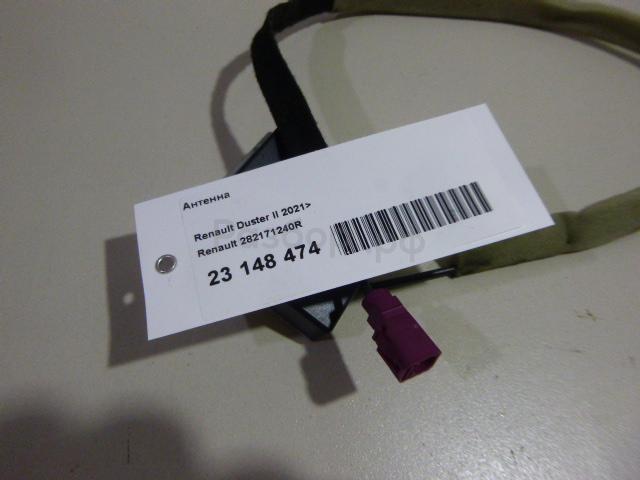 Антенна
Renault Duster II 2021>
Renault 282171240R
23 148 474